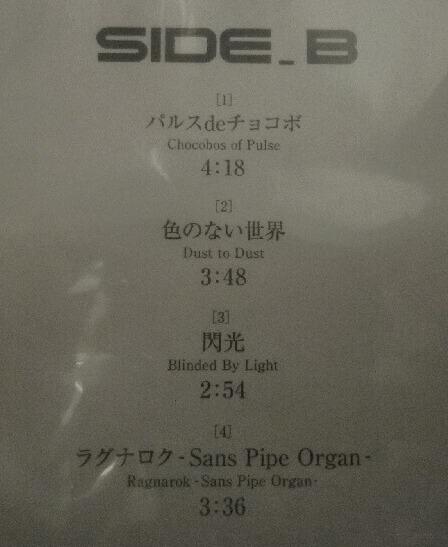 SIDE_B
[1]
パルスdeチョコボ
Chocobos of Pulse
4:18
[2]
色のない世界
Dust to Dust
3:48
[3]
閃光
Blinded By Light
2:54
[4]
ラグナロク-Sans Pipe Organ-
Ragnarok -Sans Pipe Organ-
3:36